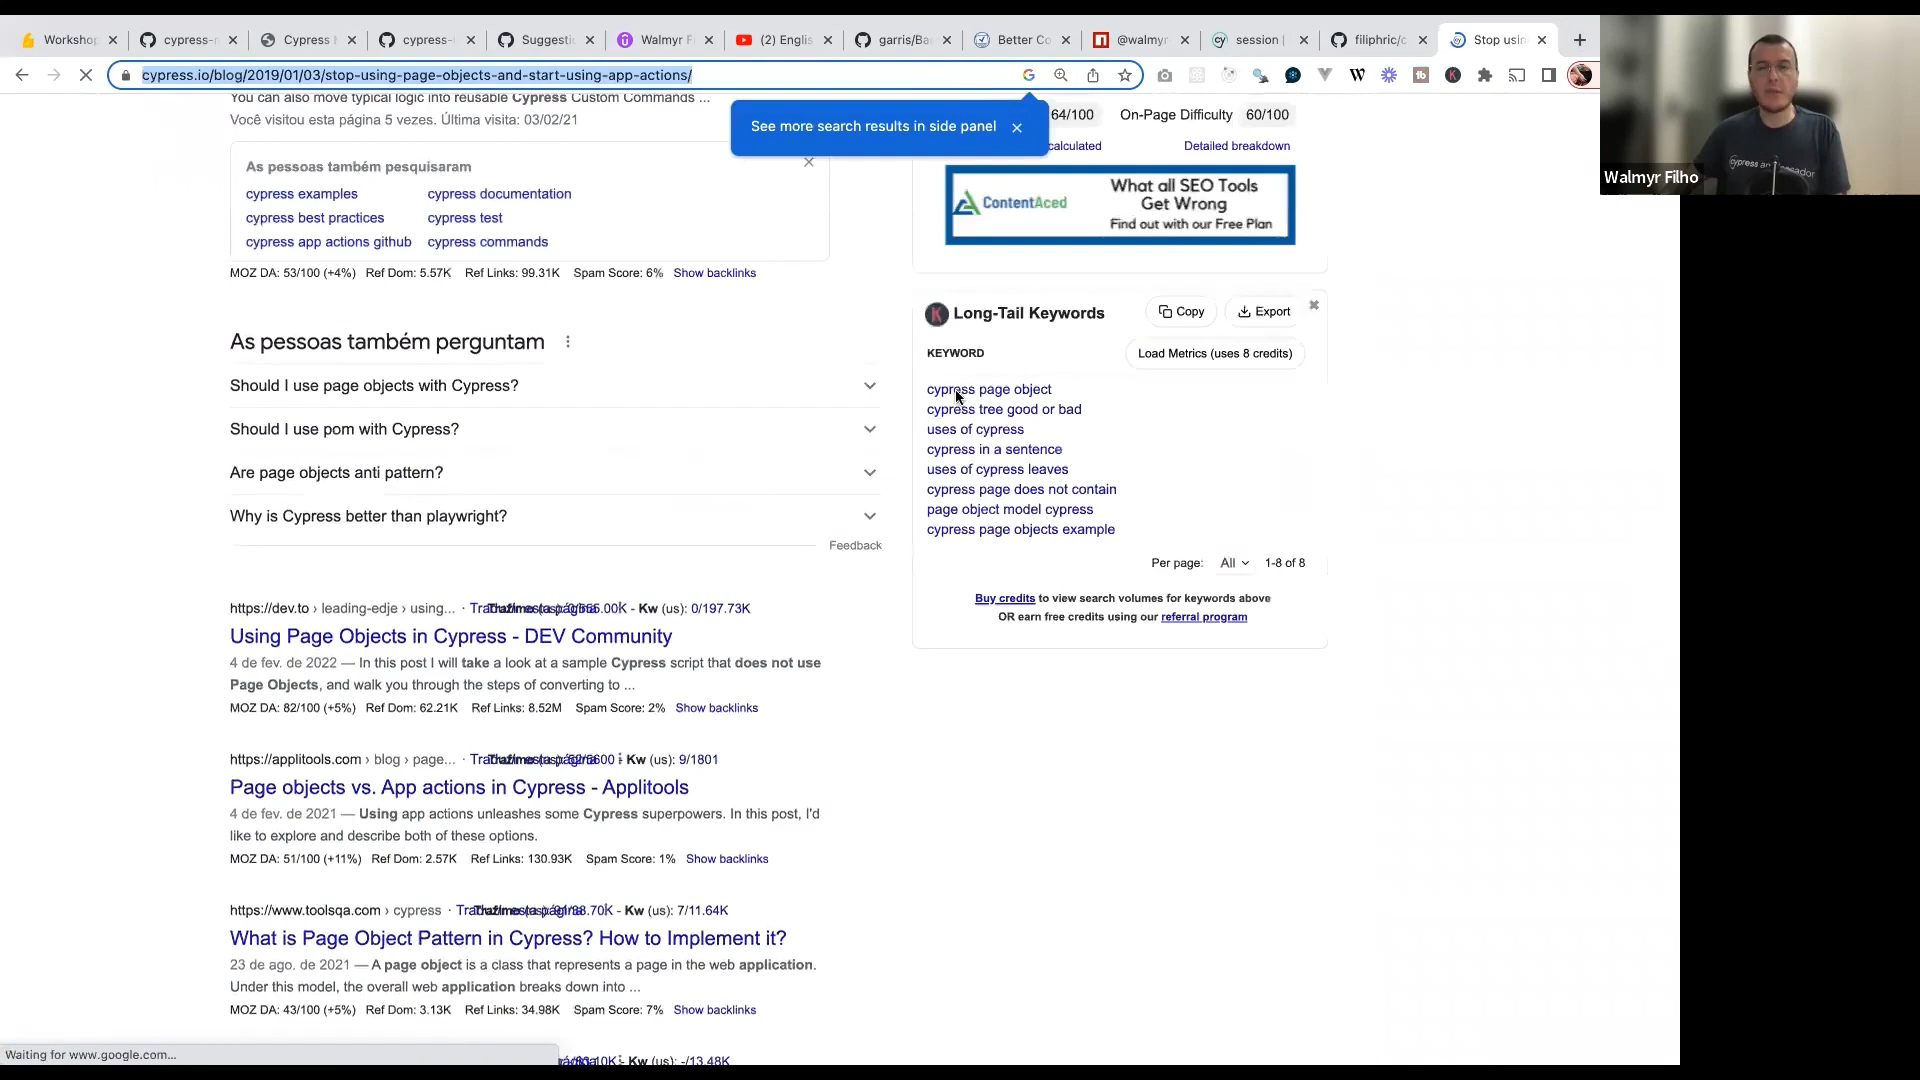 Workshop
cypress-r
Cypress
cypress-
Suggesti
Walmyr F
(2) Englis
garris/Ba
Better Co
@walmyr
session |
filiphric/c
Stop usin
cypress.io/blog/2019/01/03/stop-using-page-objects-and-start-using-app-actions/
You can also move typical logic into reusable Cypress Custom Commands ...
Você visitou esta página 5 vezes. Última visita: 03/02/21
See more search results in side panel
64/100 On-Page Difficulty 60/100
calculated Detailed breakdown
As pessoas também pesquisaram
cypress examples cypress documentation
cypress best practices cypress test
cypress app actions github cypress commands
MOZ DA: 53/100 (+4%) Ref Dom: 5.57K Ref Links: 99.31K Spam Score: 6% Show backlinks
ContentAced
What all SEO Tools
Get Wrong
Find out with our Free Plan
As pessoas também perguntam
Should I use page objects with Cypress?
Should I use pom with Cypress?
Are page objects anti pattern?
Why is Cypress better than playwright?
Feedback
Long-Tail Keywords Copy Export
KEYWORD Load Metrics (uses 8 credits)
cypress page object
cypress tree good or bad
uses of cypress
cypress in a sentence
uses of cypress leaves
cypress page does not contain
page object model cypress
cypress page objects example
Per page: All 1-8 of 8
Buy credits to view search volumes for keywords above
OR earn free credits using our referral program
https://dev.to › leading-edje › using... - Kw (us): 0/197.73K
Using Page Objects in Cypress - DEV Community
4 de fev. de 2022 — In this post I will take a look at a sample Cypress script that does not use
Page Objects, and walk you through the steps of converting to ...
MOZ DA: 82/100 (+5%) Ref Dom: 62.21K Ref Links: 8.52M Spam Score: 2% Show backlinks
https://applitools.com › blog › page... - Kw (us): 9/1801
Page objects vs. App actions in Cypress - Applitools
4 de fev. de 2021 — Using app actions unleashes some Cypress superpowers. In this post, I'd
like to explore and describe both of these options.
MOZ DA: 51/100 (+11%) Ref Dom: 2.57K Ref Links: 130.93K Spam Score: 1% Show backlinks
https://www.toolsqa.com › cypress - Kw (us): 7/11.64K
What is Page Object Pattern in Cypress? How to Implement it?
23 de ago. de 2021 — A page object is a class that represents a page in the web application.
Under this model, the overall web application breaks down into ...
MOZ DA: 43/100 (+5%) Ref Dom: 3.13K Ref Links: 34.98K Spam Score: 7% Show backlinks
Waiting for www.google.com...
Kw (us): -/13.48K
Walmyr Filho